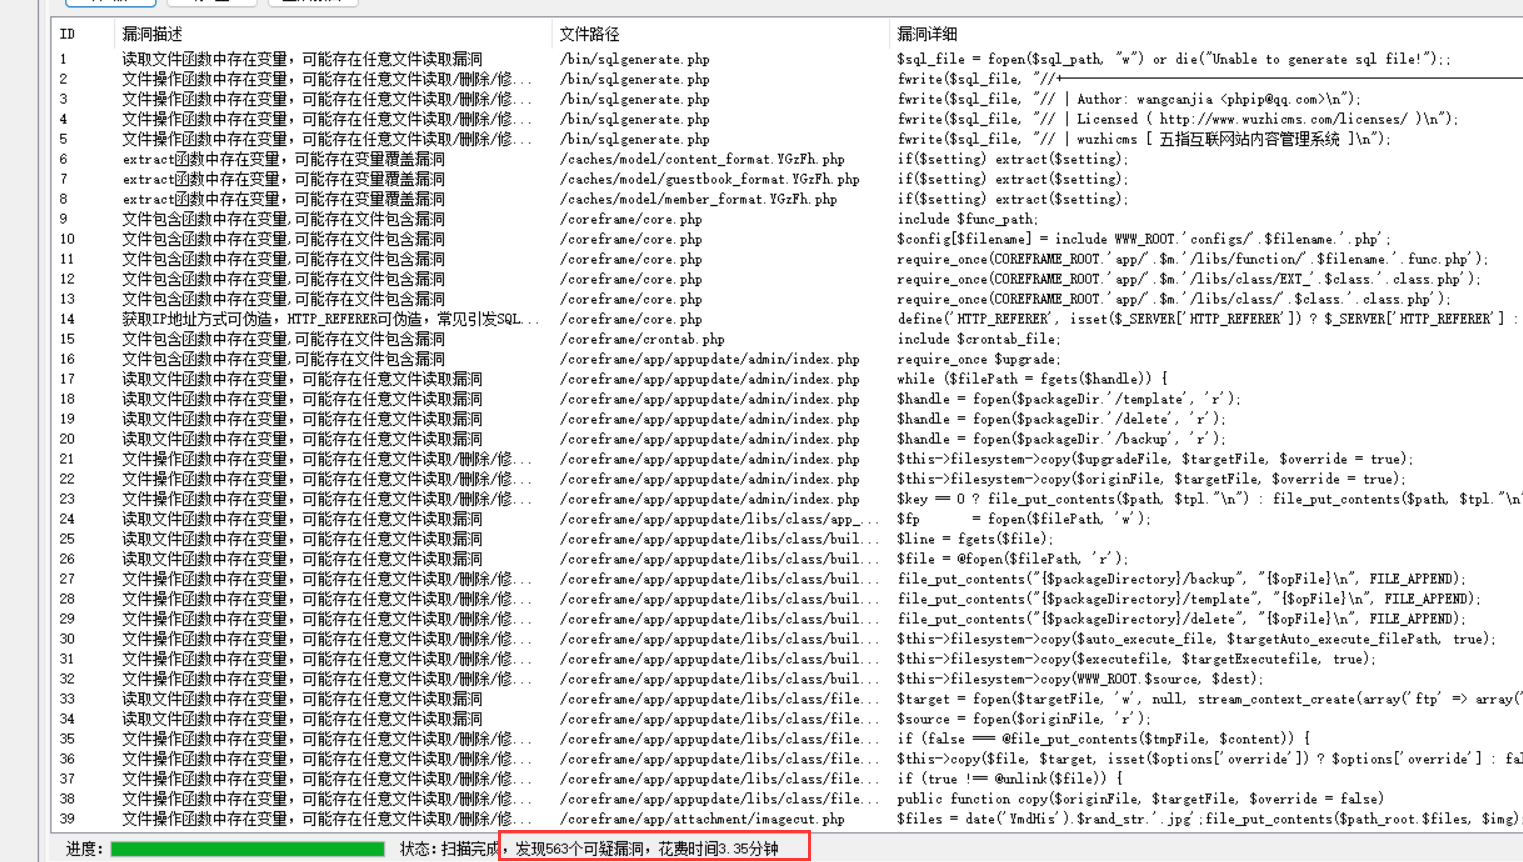 ID 漏洞描述 文件路径 漏洞详细
1 读取文件函数中存在变量，可能存在任意文件读取漏洞 /bin/sqlgenerate.php $sql_file = fopen($sql_path, "w") or die("Unable to generate sql file!");;
2 文件操作函数中存在变量，可能存在任意文件读取/删除/修... /bin/sqlgenerate.php fwrite($sql_file, "//+
3 文件操作函数中存在变量，可能存在任意文件读取/删除/修... /bin/sqlgenerate.php fwrite($sql_file, "// | Author: wangcanjia <phpip@qq.com>\n");
4 文件操作函数中存在变量，可能存在任意文件读取/删除/修... /bin/sqlgenerate.php fwrite($sql_file, "// | Licensed ( http://www.wuzhicms.com/licenses/ )\n");
5 文件操作函数中存在变量，可能存在任意文件读取/删除/修... /bin/sqlgenerate.php fwrite($sql_file, "// | wuzhicms [ 五指互联网站内容管理系统 ]\n");
6 extract函数中存在变量，可能存在变量覆盖漏洞 /caches/model/content_format.YGzFh.php if($setting) extract($setting);
7 extract函数中存在变量，可能存在变量覆盖漏洞 /caches/model/guestbook_format.YGzFh.php if($setting) extract($setting);
8 extract函数中存在变量，可能存在变量覆盖漏洞 /caches/model/member_format.YGzFh.php if($setting) extract($setting);
9 文件包含函数中存在变量,可能存在文件包含漏洞 /coreframe/core.php include $func_path;
10 文件包含函数中存在变量,可能存在文件包含漏洞 /coreframe/core.php $config[$filename] = include WWW_ROOT.'configs/'.$filename.'.php';
11 文件包含函数中存在变量,可能存在文件包含漏洞 /coreframe/core.php require_once(COREFRAME_ROOT.'app/'.$m.'/libs/function/'.$filename.'.func.php');
12 文件包含函数中存在变量,可能存在文件包含漏洞 /coreframe/core.php require_once(COREFRAME_ROOT.'app/'.$m.'/libs/class/EXT_'.$class.'.class.php');
13 文件包含函数中存在变量,可能存在文件包含漏洞 /coreframe/core.php require_once(COREFRAME_ROOT.'app/'.$m.'/libs/class/'.$class.'.class.php');
14 获取IP地址方式可伪造，HTTP_REFERER可伪造，常见引发SQL... /coreframe/core.php define('HTTP_REFERER', isset($_SERVER['HTTP_REFERER']) ? $_SERVER['HTTP_REFERER'] :
15 文件包含函数中存在变量,可能存在文件包含漏洞 /coreframe/crontab.php include $crontab_file;
16 文件包含函数中存在变量,可能存在文件包含漏洞 /coreframe/app/appupdate/admin/index.php require_once $upgrade;
17 读取文件函数中存在变量，可能存在任意文件读取漏洞 /coreframe/app/appupdate/admin/index.php while ($filePath = fgets($handle)) {
18 读取文件函数中存在变量，可能存在任意文件读取漏洞 /coreframe/app/appupdate/admin/index.php $handle = fopen($packageDir.'/template', 'r');
19 读取文件函数中存在变量，可能存在任意文件读取漏洞 /coreframe/app/appupdate/admin/index.php $handle = fopen($packageDir.'/delete', 'r');
20 读取文件函数中存在变量，可能存在任意文件读取漏洞 /coreframe/app/appupdate/admin/index.php $handle = fopen($packageDir.'/backup', 'r');
21 文件操作函数中存在变量，可能存在任意文件读取/删除/修... /coreframe/app/appupdate/admin/index.php $this->filesystem->copy($upgradeFile, $targetFile, $override = true);
22 文件操作函数中存在变量，可能存在任意文件读取/删除/修... /coreframe/app/appupdate/admin/index.php $this->filesystem->copy($originFile, $targetFile, $override = true);
23 文件操作函数中存在变量，可能存在任意文件读取/删除/修... /coreframe/app/appupdate/admin/index.php $key == 0 ? file_put_contents($path, $tpl."\n") : file_put_contents($path, $tpl."\n"
24 读取文件函数中存在变量，可能存在任意文件读取漏洞 /coreframe/app/appupdate/libs/class/app_... $fp = fopen($filePath, 'w');
25 读取文件函数中存在变量，可能存在任意文件读取漏洞 /coreframe/app/appupdate/libs/class/buil... $line = fgets($file);
26 读取文件函数中存在变量，可能存在任意文件读取漏洞 /coreframe/app/appupdate/libs/class/buil... $file = @fopen($filePath, 'r');
27 文件操作函数中存在变量，可能存在任意文件读取/删除/修... /coreframe/app/appupdate/libs/class/buil... file_put_contents("{$packageDirectory}/backup", "{$opFile}\n", FILE_APPEND);
28 文件操作函数中存在变量，可能存在任意文件读取/删除/修... /coreframe/app/appupdate/libs/class/buil... file_put_contents("{$packageDirectory}/template", "{$opFile}\n", FILE_APPEND);
29 文件操作函数中存在变量，可能存在任意文件读取/删除/修... /coreframe/app/appupdate/libs/class/buil... file_put_contents("{$packageDirectory}/delete", "{$opFile}\n", FILE_APPEND);
30 文件操作函数中存在变量，可能存在任意文件读取/删除/修... /coreframe/app/appupdate/libs/class/buil... $this->filesystem->copy($auto_execute_file, $targetAuto_execute_filePath, true);
31 文件操作函数中存在变量，可能存在任意文件读取/删除/修... /coreframe/app/appupdate/libs/class/buil... $this->filesystem->copy($executefile, $targetExecutefile, true);
32 文件操作函数中存在变量，可能存在任意文件读取/删除/修... /coreframe/app/appupdate/libs/class/buil... $this->filesystem->copy(WWW_ROOT.$source, $dest);
33 读取文件函数中存在变量，可能存在任意文件读取漏洞 /coreframe/app/appupdate/libs/class/file... $target = fopen($targetFile, 'w', null, stream_context_create(array('ftp' => array('
34 读取文件函数中存在变量，可能存在任意文件读取漏洞 /coreframe/app/appupdate/libs/class/file... $source = fopen($originFile, 'r');
35 文件操作函数中存在变量，可能存在任意文件读取/删除/修... /coreframe/app/appupdate/libs/class/file... if (false === @file_put_contents($tmpFile, $content)) {
36 文件操作函数中存在变量，可能存在任意文件读取/删除/修... /coreframe/app/appupdate/libs/class/file... $this->copy($file, $target, isset($options['override']) ? $options['override'] : fal
37 文件操作函数中存在变量，可能存在任意文件读取/删除/修... /coreframe/app/appupdate/libs/class/file... if (true !== @unlink($file)) {
38 文件操作函数中存在变量，可能存在任意文件读取/删除/修... /coreframe/app/appupdate/libs/class/file... public function copy($originFile, $targetFile, $override = false)
39 文件操作函数中存在变量，可能存在任意文件读取/删除/修... /coreframe/app/attachment/imagecut.php $files = date('YmdHis').$rand_str.'.jpg';file_put_contents($path_root.$files, $img);
进度: 状态: 扫描完成，发现563个可疑漏洞，花费时间3.35分钟